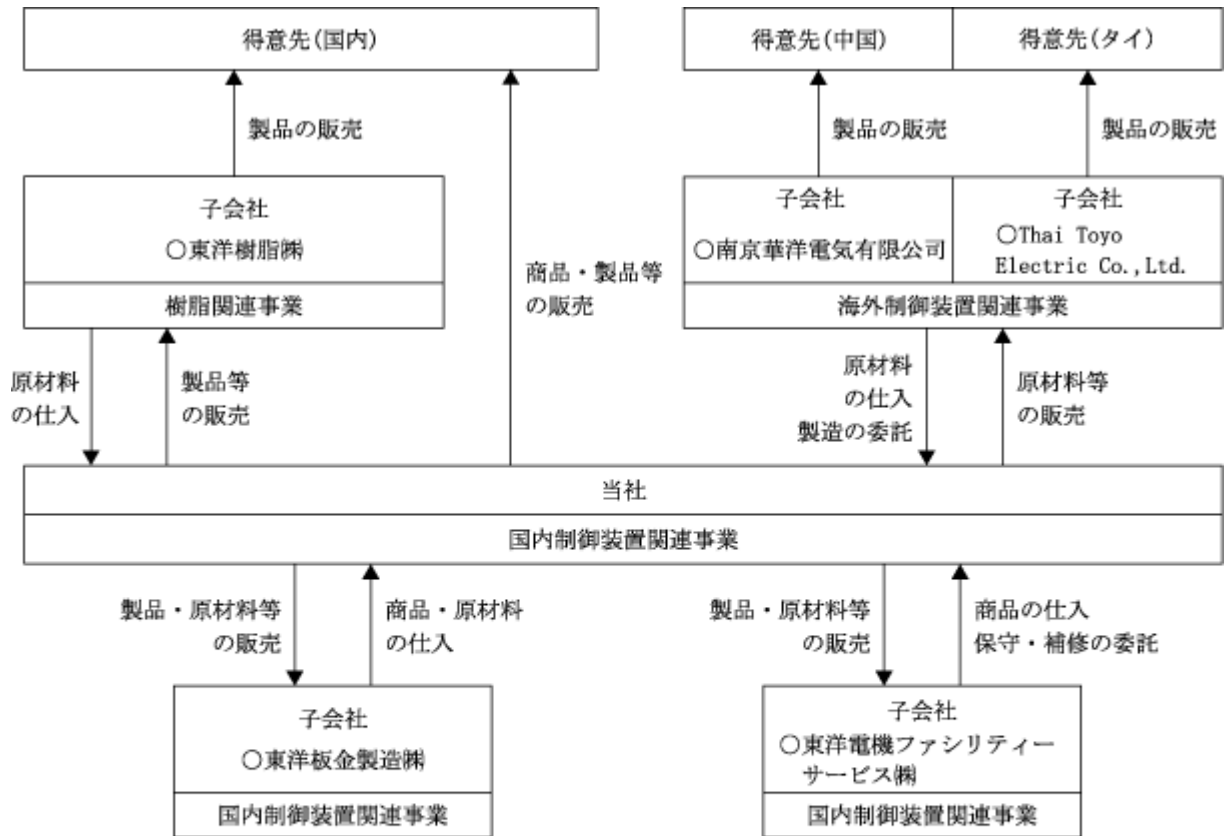 得意先(国内)
得意先(中国)
得意先(タイ)
製品の販売
製品の販売
製品の販売
子会社
○東洋樹脂㈱
樹脂関連事業
商品・製品等
の販売
子会社
○南京華洋電気有限公司
子会社
○Thai Toyo
Electric Co.,Ltd.
海外制御装置関連事業
原材料
の仕入
製品等
の販売
原材料
の仕入
製造の委託
原材料等
の販売
当社
国内制御装置関連事業
製品・原材料等
の販売
商品・原材料
の仕入
製品・原材料等
の販売
商品の仕入
保守・補修の委託
子会社
○東洋板金製造㈱
国内制御装置関連事業
子会社
○東洋電機ファシリティー
サービス㈱
国内制御装置関連事業